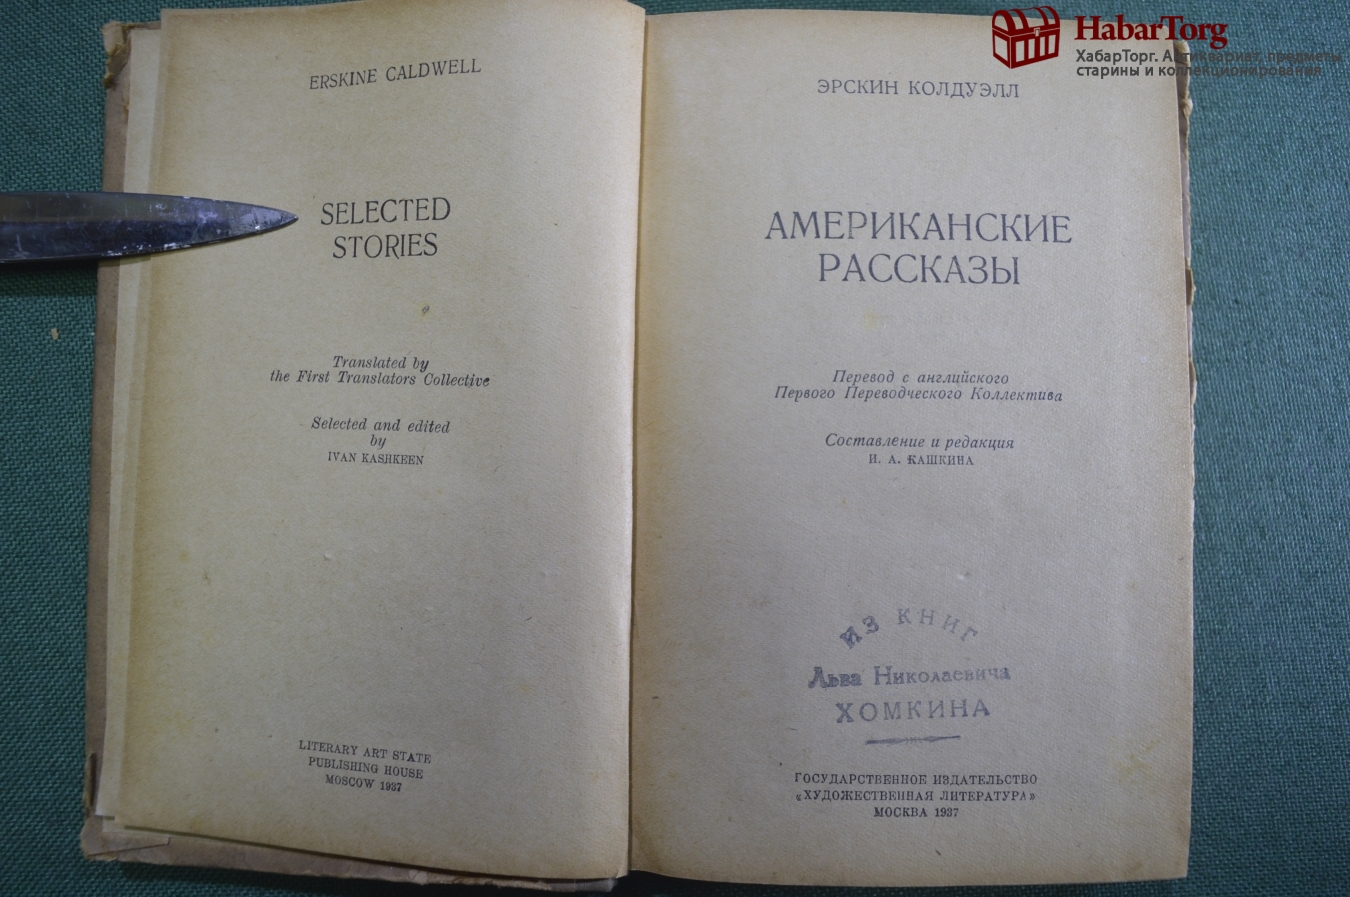 HabarTorg
ХабарТорг. Антиквариат, предметы
старины и коллекционирования
ERSKINE CALDWELL
SELECTED
STORIES
Translated by
the First Translators Collective
Selected and edited
by
IVAN KASHKEEN
LITERARY ART STATE
PUBLISHING HOUSE
MOSCOW 1937
ЭРСКИН КОЛДУЭЛЛ
АМЕРИКАНСКИЕ
РАССКАЗЫ
Перевод с английского
Первого Переводческого Коллектива
Составление и редакция
И. А. КАШКИНА
ИЗ КНИГ
Льва Николаевича
ХОМКИНА
ГОСУДАРСТВЕННОЕ ИЗДАТЕЛЬСТВО
«ХУДОЖЕСТВЕННАЯ ЛИТЕРАТУРА»
МОСКВА 1937